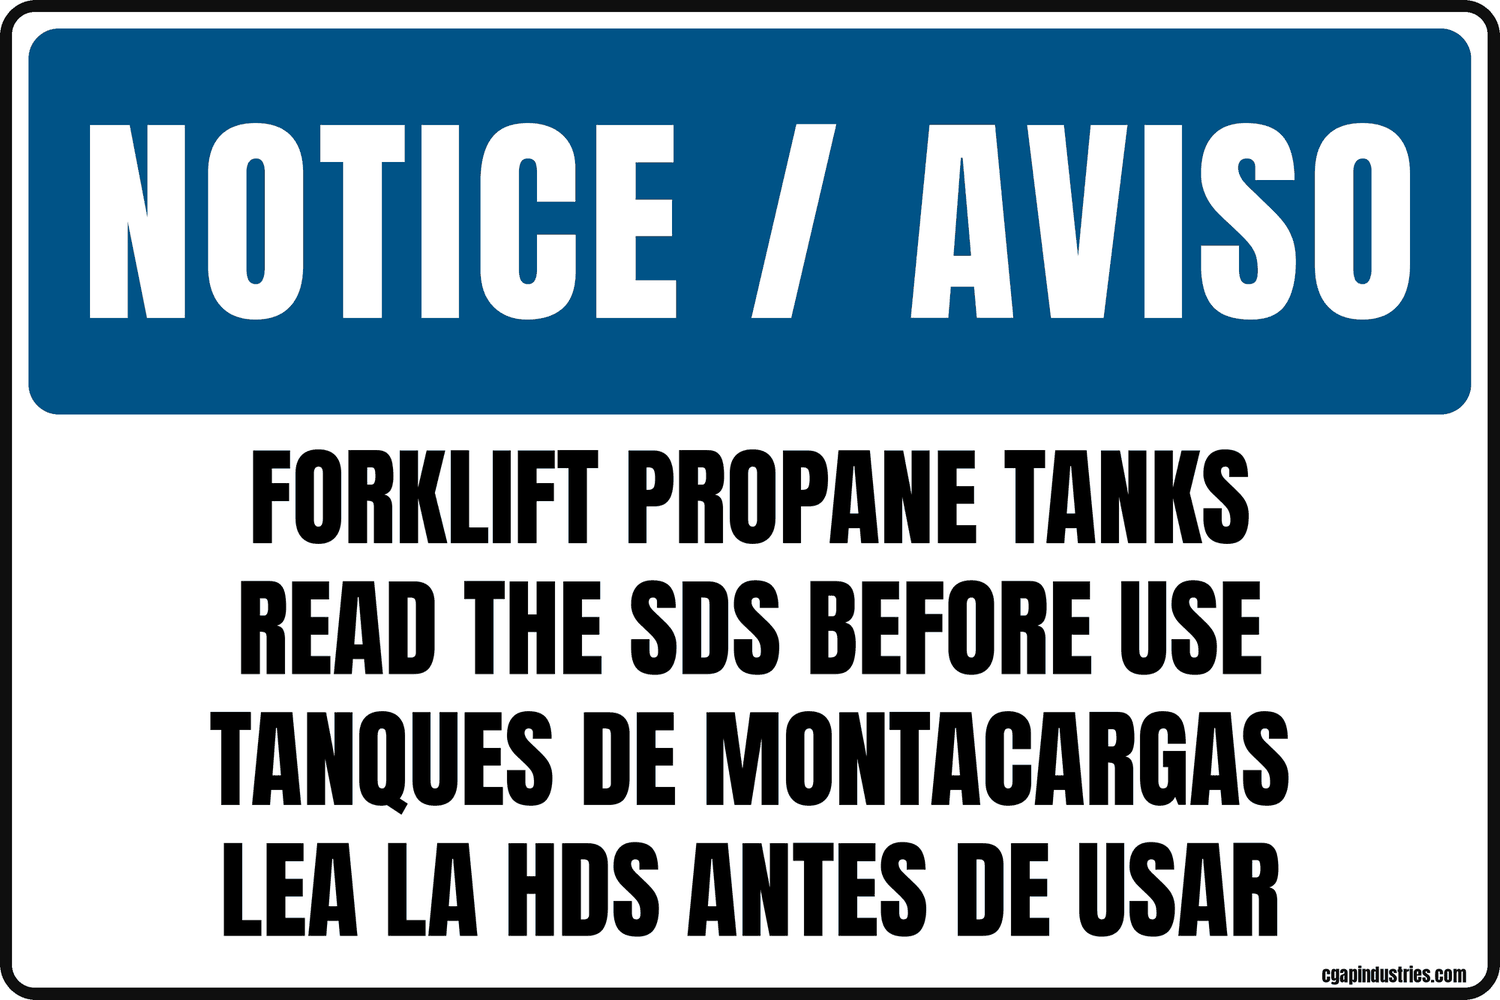 NOTICE / AVISO
FORKLIFT PROPANE TANKS
READ THE SDS BEFORE USE
TANQUES DE MONTACARGAS
LEA LA HDS ANTES DE USAR
cgapindustries.com